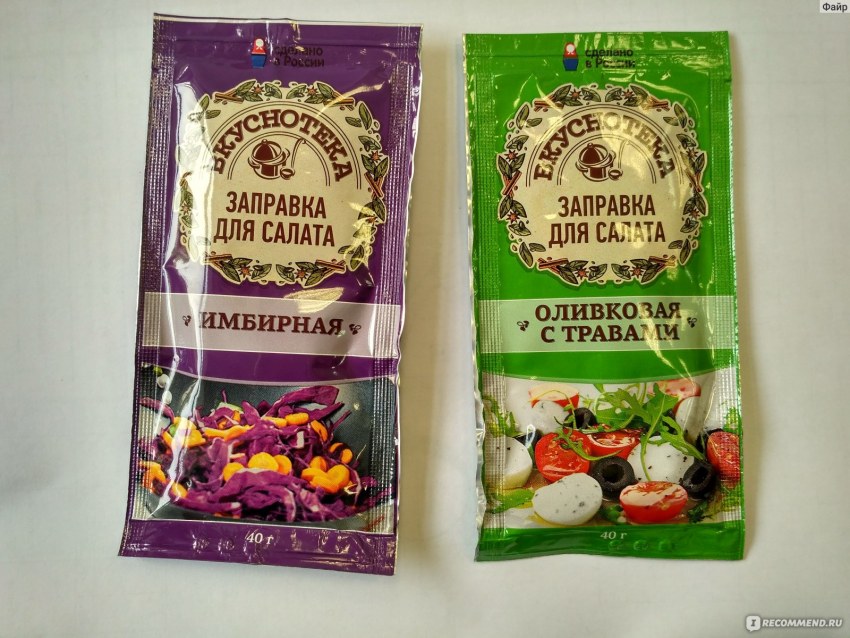 Файр
сделано
в России
ВКУСНОТЕКА
ЗАПРАВКА
ДЛЯ САЛАТА
ИМБИРНАЯ
40 г
сделано
в России
ВКУСНОТЕКА
ЗАПРАВКА
ДЛЯ САЛАТА
ОЛИВКОВАЯ
С ТРАВАМИ
40 г
I RECOMMEND.RU